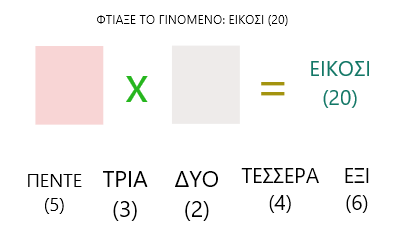 ΦΤΙΑΞΕ ΤΟ ΓΙΝΟΜΕΝΟ: ΕΙΚΟΣΙ (20)
x = ΕΙΚΟΣΙ
(20)
ΠΕΝΤΕ ΤΡΙΑ ΔΥΟ ΤΕΣΣΕΡΑ ΕΞΙ
(5) (3) (2) (4) (6)